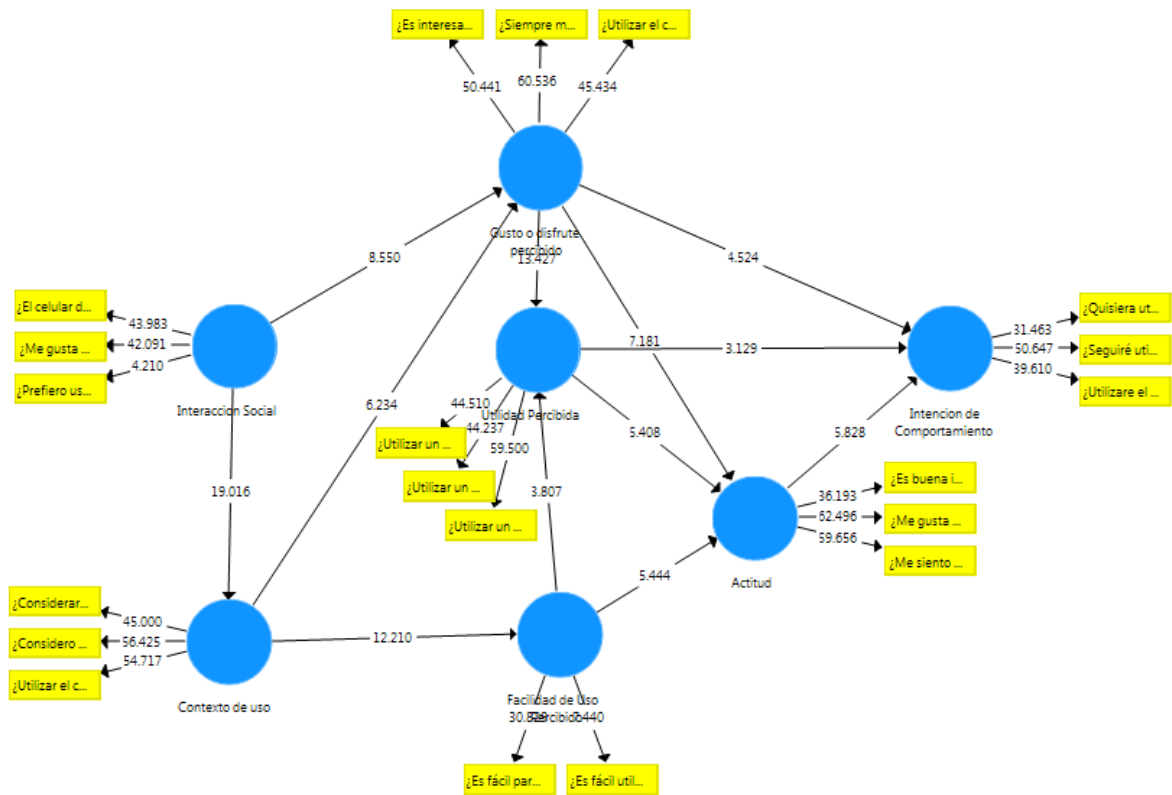 ¿Es interesa...
¿Siempre m...
¿Utilizar el c...
50.441
60.536
45.434
Gusto o disfrute
percibido
13.427
8.550
4.524
¿El celular d...
¿Me gusta ...
¿Prefiero us...
43.983
42.091
4.210
Interaccion Social
6.234
7.181
3.129
Utilidad Percibida
44.510
44.237
59.500
¿Utilizar un ...
¿Utilizar un ...
¿Utilizar un ...
5.408
5.828
¿Quisiera ut...
¿Seguiré uti...
¿Utilizare el ...
31.463
50.647
39.610
Intencion de
Comportamiento
19.016
3.807
36.193
62.496
59.656
¿Es buena i...
¿Me gusta ...
¿Me siento ...
Actitud
5.444
¿Considerar...
¿Considero ...
¿Utilizar el c...
45.000
56.425
54.717
Contexto de uso
12.210
Facilidad de Uso
Percibido
¿Es fácil par...
¿Es fácil util...